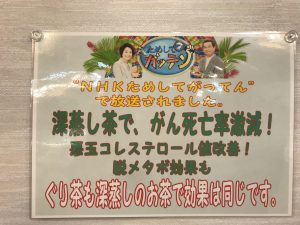 ためして
ガッテン
“NHKためしてがってん”
で放送されました。
深蒸し茶で、がん死亡率激減！
悪玉コレステロール値改善！
脱メタボ効果も
ぐり茶も深蒸しのお茶で効果は同じです。